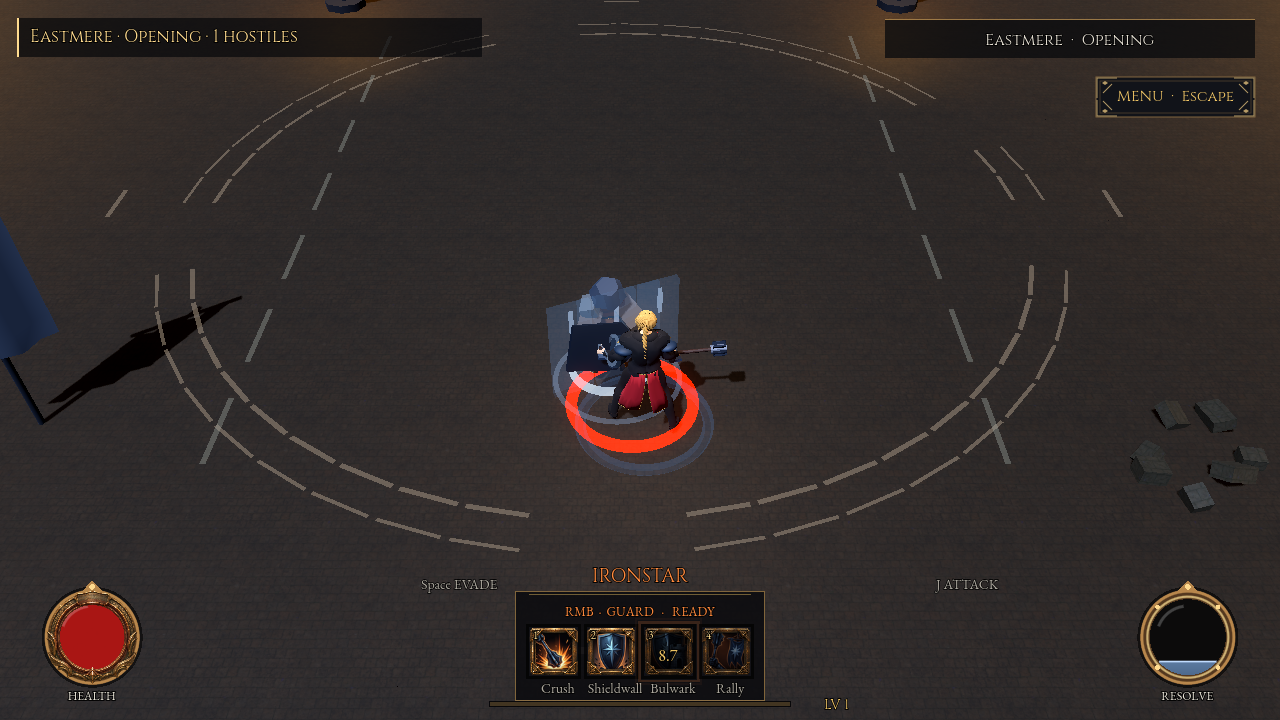 Eastmere · Opening · 1 hostiles
Eastmere · Opening
MENU · Escape
Space EVADE
IRONSTAR
J ATTACK
RMB · GUARD · READY
1 2 3 4
8.7
Crush Shieldwall Bulwark Rally
HEALTH
RESOLVE
LV 1